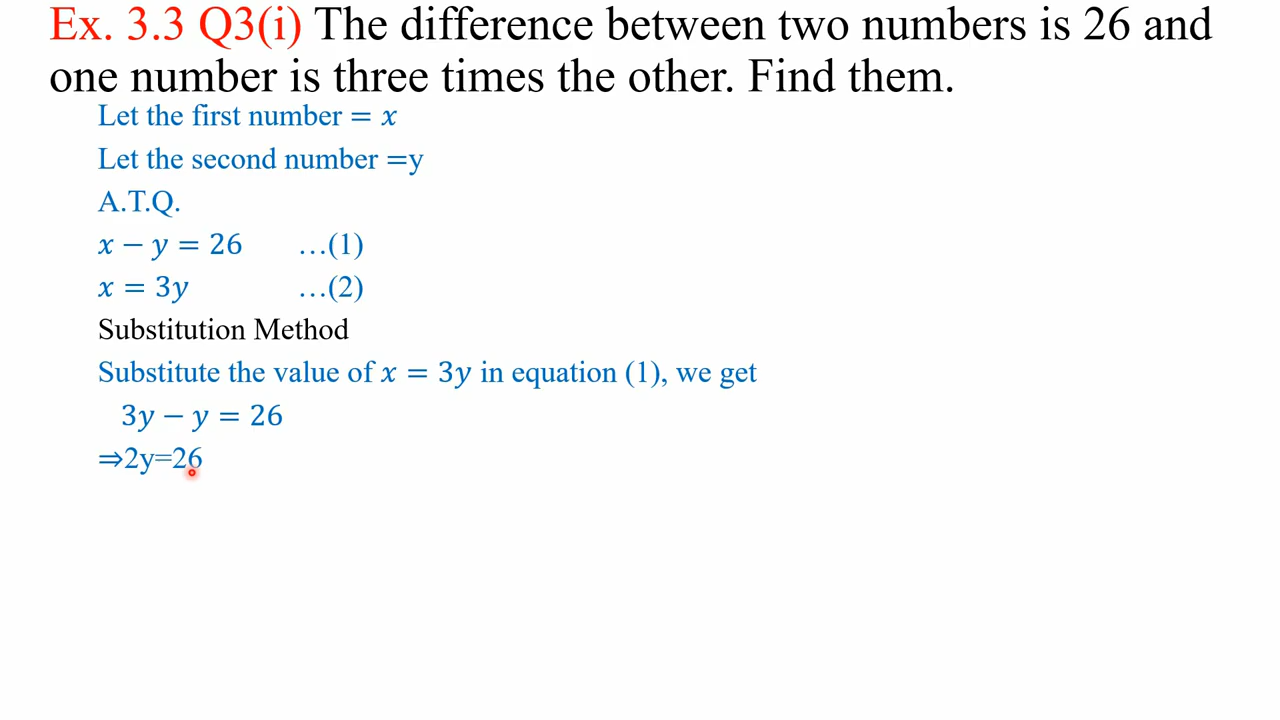 Ex. 3.3 Q3(i) The difference between two numbers is 26 and
one number is three times the other. Find them.
Let the first number = 𝑥
Let the second number =y
A.T.Q.
𝑥 − 𝑦 = 26 …(1)
𝑥 = 3𝑦 …(2)
Substitution Method
Substitute the value of 𝑥 = 3𝑦 in equation (1), we get
3𝑦 − 𝑦 = 26
⇒2y=26